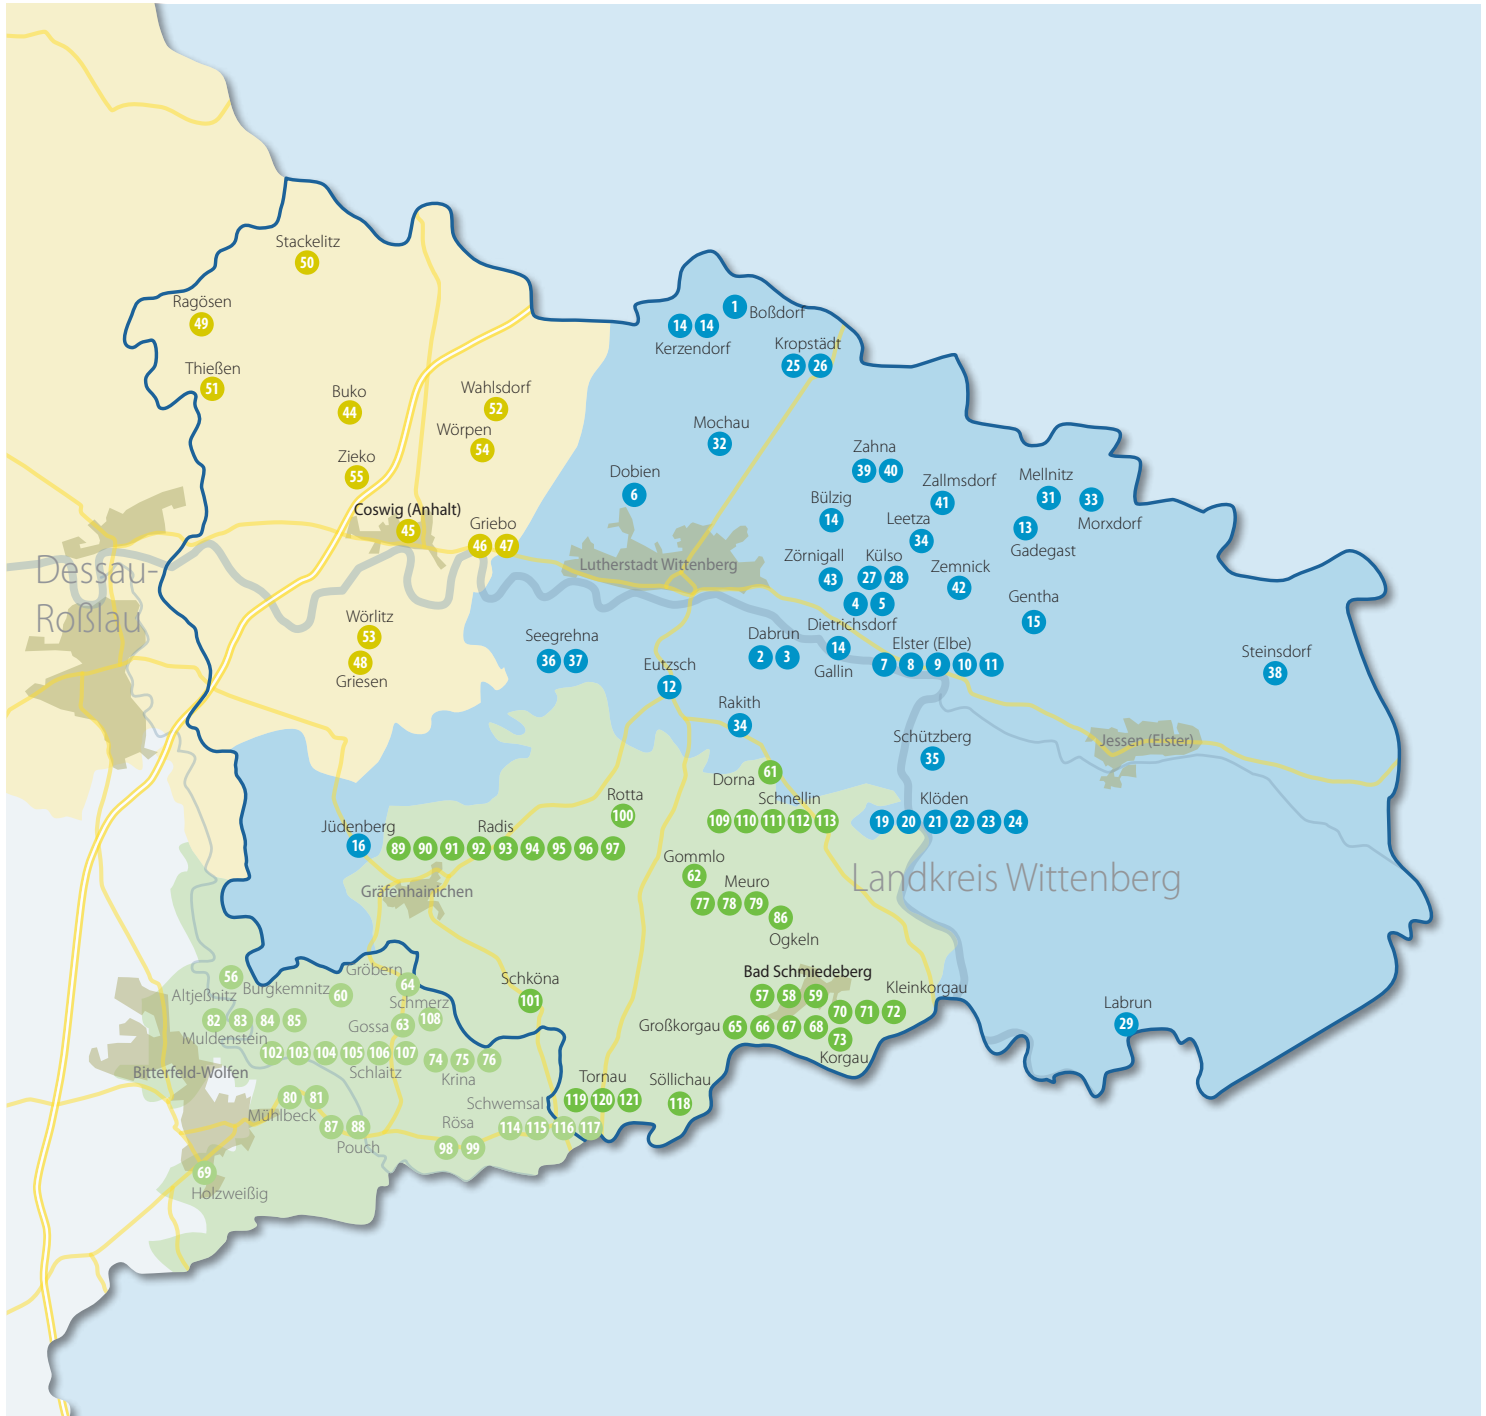 Stackelitz
50
Ragösen
49
1
Boßdorf
14 14
Kerzendorf
Kropstädt
25 26
Thießen
51
Buko
44
Wahlsdorf
52
Wörpen
54
Mochau
32
Zieko
55
Zahna
39 40
Dobien
6
Zallmsdorf
41
Mellnitz
31
33
Morxdorf
Bülzig
14
Coswig (Anhalt)
45
Griebo
46 47
Leetza
34
13
Gadegast
Lutherstadt Wittenberg
Dessau-
Roßlau
Zörnigall
43
Külso
27 28
Zemnick
42
4 5
Dietrichsdorf
Gentha
15
Wörlitz
53
48
Griesen
Seegrehna
36 37
Dabrun
2 3
14
Gallin
Elster (Elbe)
7 8 9 10 11
Steinsdorf
38
Eutzsch
12
Rakith
34
Schützberg
35
Jessen (Elster)
Dorna
61
Rotta
100
Schnellin
109 110 111 112 113
Klöden
19 20 21 22 23 24
Jüdenberg
16
Radis
89 90 91 92 93 94 95 96 97
Gommlo
62
Landkreis Wittenberg
Gräfenhainichen
Meuro
77 78 79
86
Ogkeln
56
Altjeßnitz
Burgkemnitz
60
Gröbern
64
Schköna
101
Bad Schmiedeberg
57 58 59
Kleinkorgau
70 71 72
Schmerz
108
Gossa
63
82 83 84 85
Muldenstein
Großkorgau
65 66 67 68
73
Korgau
Labrun
29
102 103 104 105 106 107
Schlaitz
74 75 76
Krina
Bitterfeld-Wolfen
80 81
Mühlbeck
Tornau
119 120 121
Söllichau
118
Schwemsal
114 115 116 117
87 88
Pouch
Rösa
98 99
69
Holzweißig